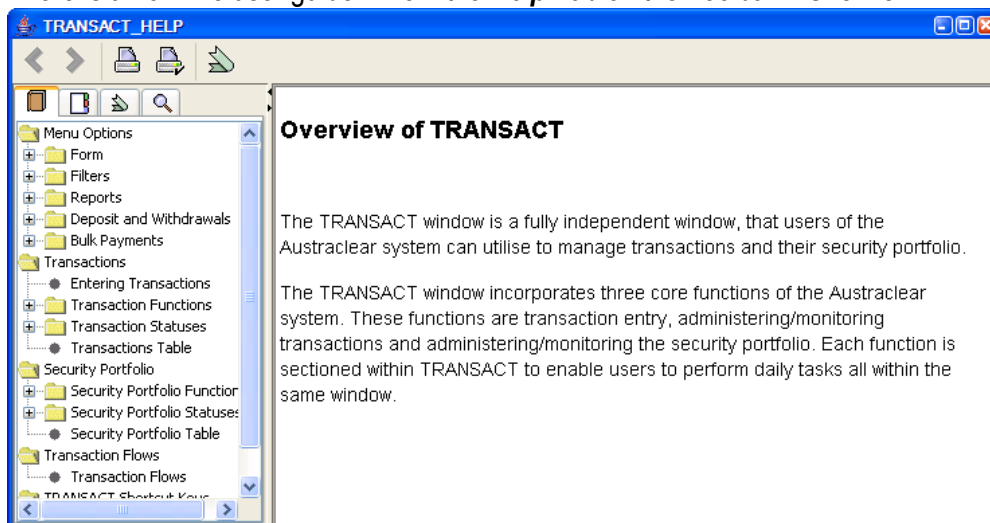 TRANSACT_HELP
Menu Options
Form
Filters
Reports
Deposit and Withdrawals
Bulk Payments
Transactions
Entering Transactions
Transaction Functions
Transaction Statuses
Transactions Table
Security Portfolio
Security Portfolio Function
Security Portfolio Statuses
Security Portfolio Table
Transaction Flows
Transaction Flows
TRANSACT Shortcut Keys
Overview of TRANSACT
The TRANSACT window is a fully independent window, that users of the
Austraclear system can utilise to manage transactions and their security portfolio.
The TRANSACT window incorporates three core functions of the Austraclear
system. These functions are transaction entry, administering/monitoring
transactions and administering/monitoring the security portfolio. Each function is
sectioned within TRANSACT to enable users to perform daily tasks all within the
same window.